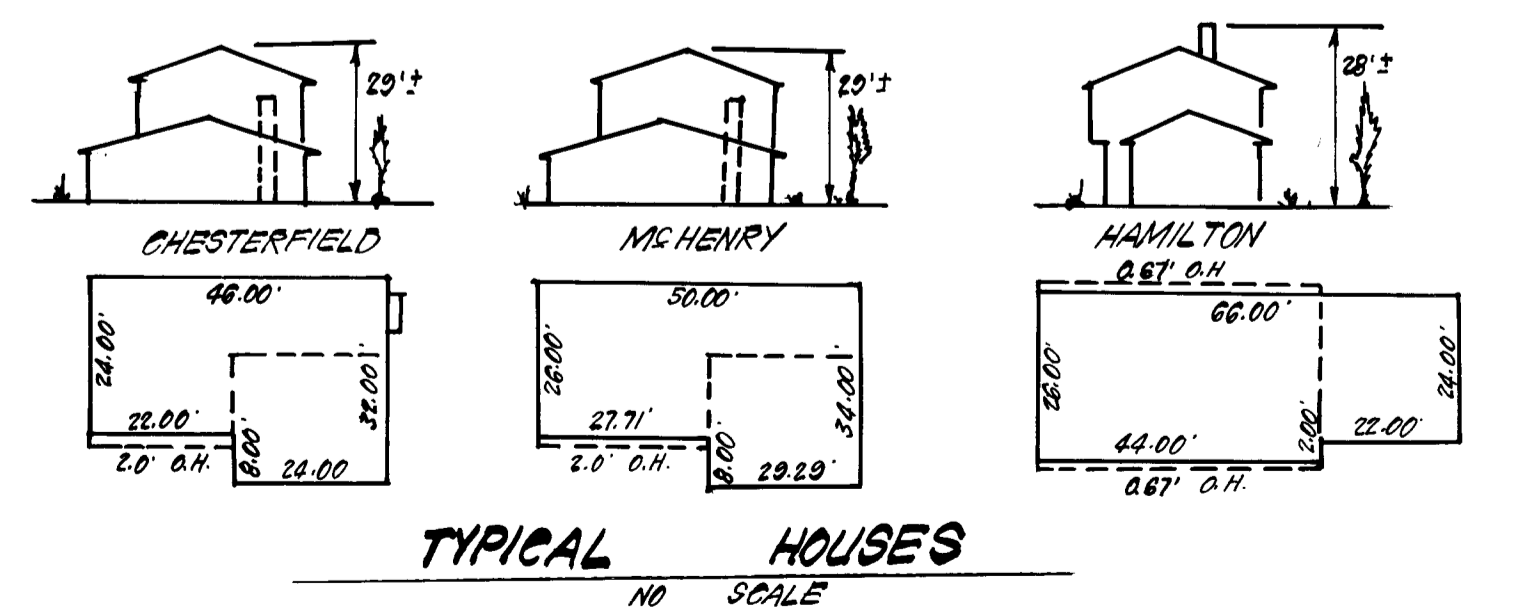 29'±
CHESTERFIELD
46.00'
24.00'
32.00'
22.00'
8.00'
2.0' O.H.
24.00
29'±
McHENRY
50.00'
26.00'
34.00'
27.71'
8.00'
2.0' O.H.
29.29'
28'±
HAMILTON
0.67' O.H
66.00'
26.00'
24.00'
2.00'
22.00'
44.00'
0.67' O.H.
TYPICAL HOUSES
NO SCALE